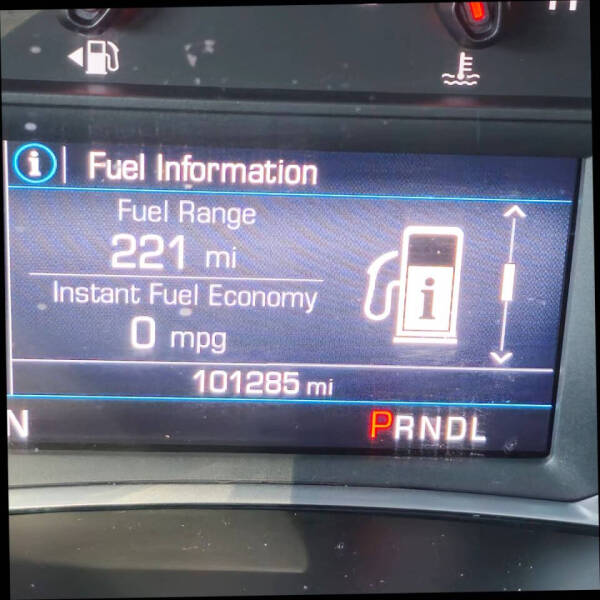 i Fuel Information
Fuel Range
221 mi
Instant Fuel Economy
0 mpg
i
101285 mi
N PRNDL